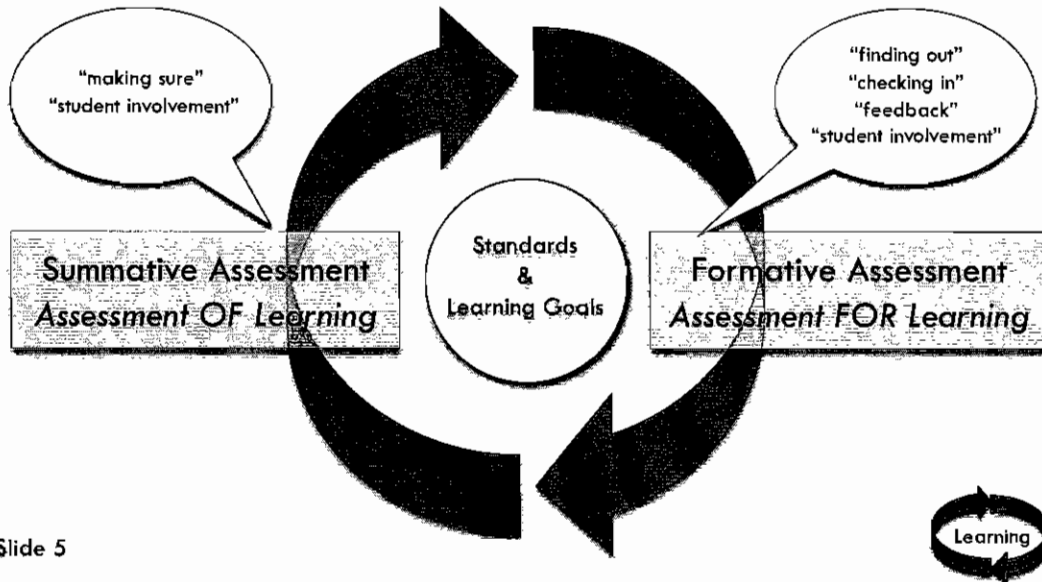 “making sure”
“student involvement”
“finding out”
“checking in”
“feedback”
“student involvement”
Summative Assessment
Assessment OF Learning
Standards
&
Learning Goals
Formative Assessment
Assessment FOR Learning
Slide 5
Learning